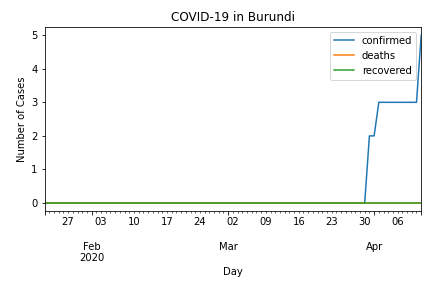 COVID-19 in Burundi
confirmed
deaths
recovered
Number of Cases
5
4
3
2
1
0
27 03 10 17 24 02 09 16 23 30 06
Feb Mar Apr
2020
Day